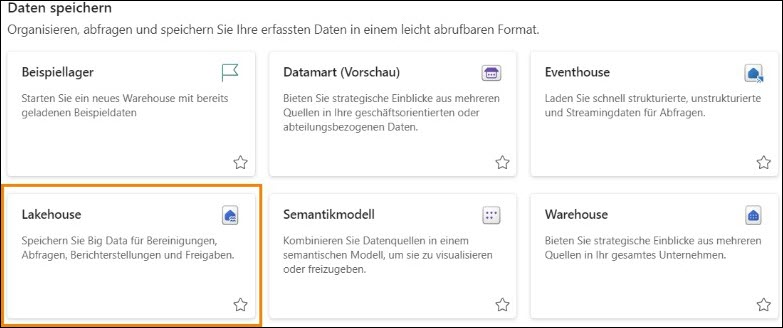 Daten speichern
Organisieren, abfragen und speichern Sie Ihre erfassten Daten in einem leicht abrufbaren Format.
Beispiellager
Starten Sie ein neues Warehouse mit bereits
geladenen Beispieldaten
Datamart (Vorschau)
Bieten Sie strategische Einblicke aus mehreren
Quellen in Ihre geschäftsorientierten oder
abteilungsbezogenen Daten.
Eventhouse
Laden Sie schnell strukturierte, unstrukturierte
und Streamingdaten für Abfragen.
Lakehouse
Speichern Sie Big Data für Bereinigungen,
Abfragen, Berichterstellungen und Freigaben.
Semantikmodell
Kombinieren Sie Datenquellen in einem
semantischen Modell, um sie zu visualisieren
oder freizugeben.
Warehouse
Bieten Sie strategische Einblicke aus mehreren
Quellen in Ihr gesamtes Unternehmen.